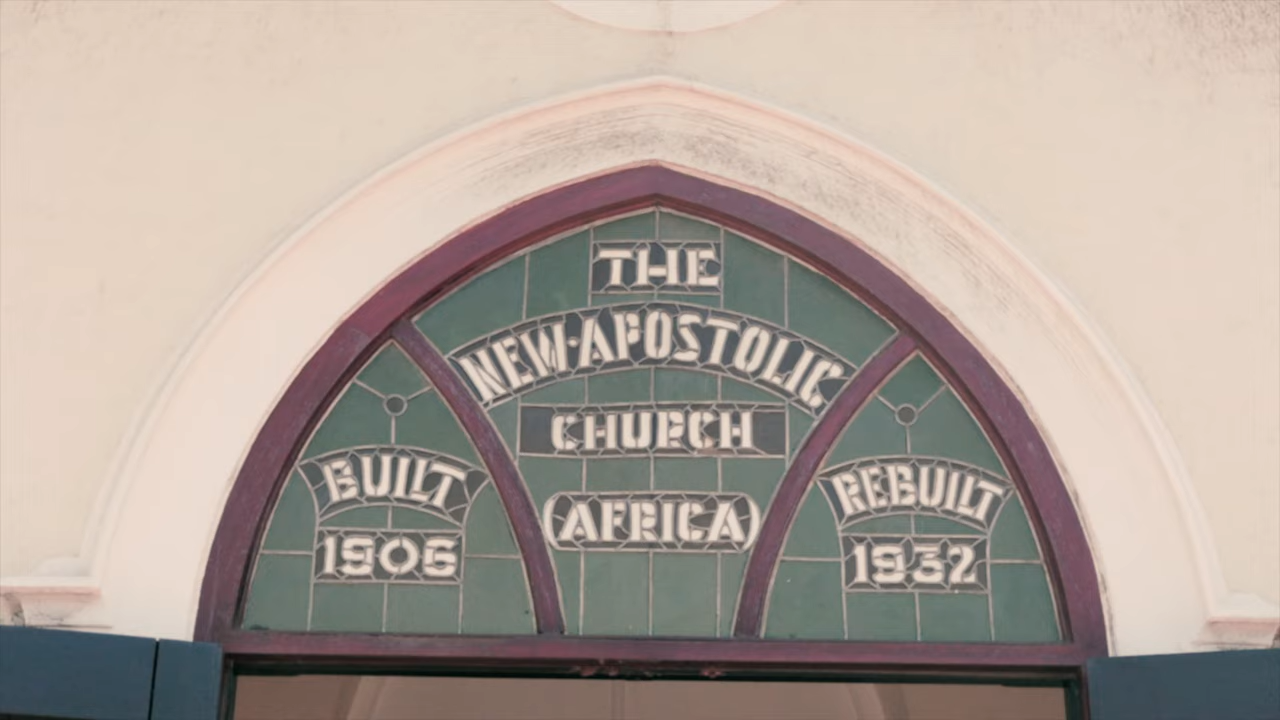 THE
NEW-APOSTOLIC
CHURCH
(AFRICA)
BUILT
1906
REBUILT
1932